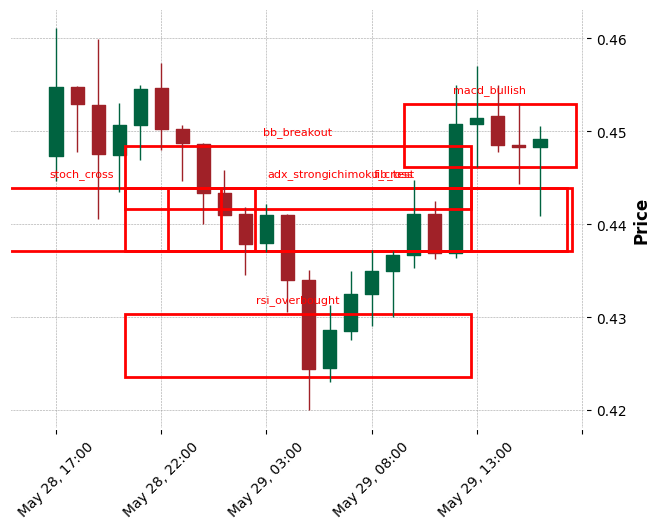 0.46
macd_bullish
0.45
bb_breakout
stoch_cross
adx_strong
0.44
Price
rsi_overbought
0.43
0.42
May 28, 17:00
May 28, 22:00
May 29, 03:00
May 29, 08:00
May 29, 13:00